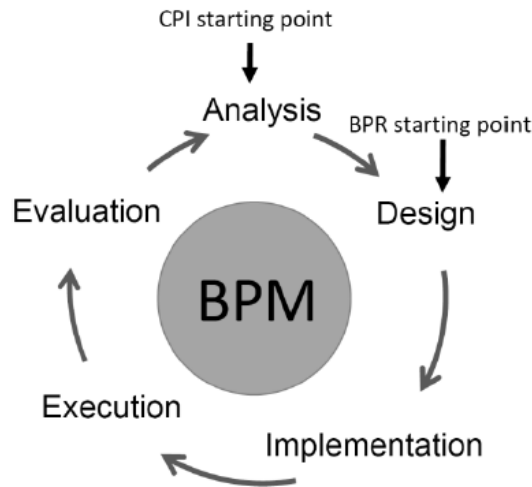 CPI starting point
Analysis
BPR starting point
Evaluation
Design
BPM
Execution
Implementation